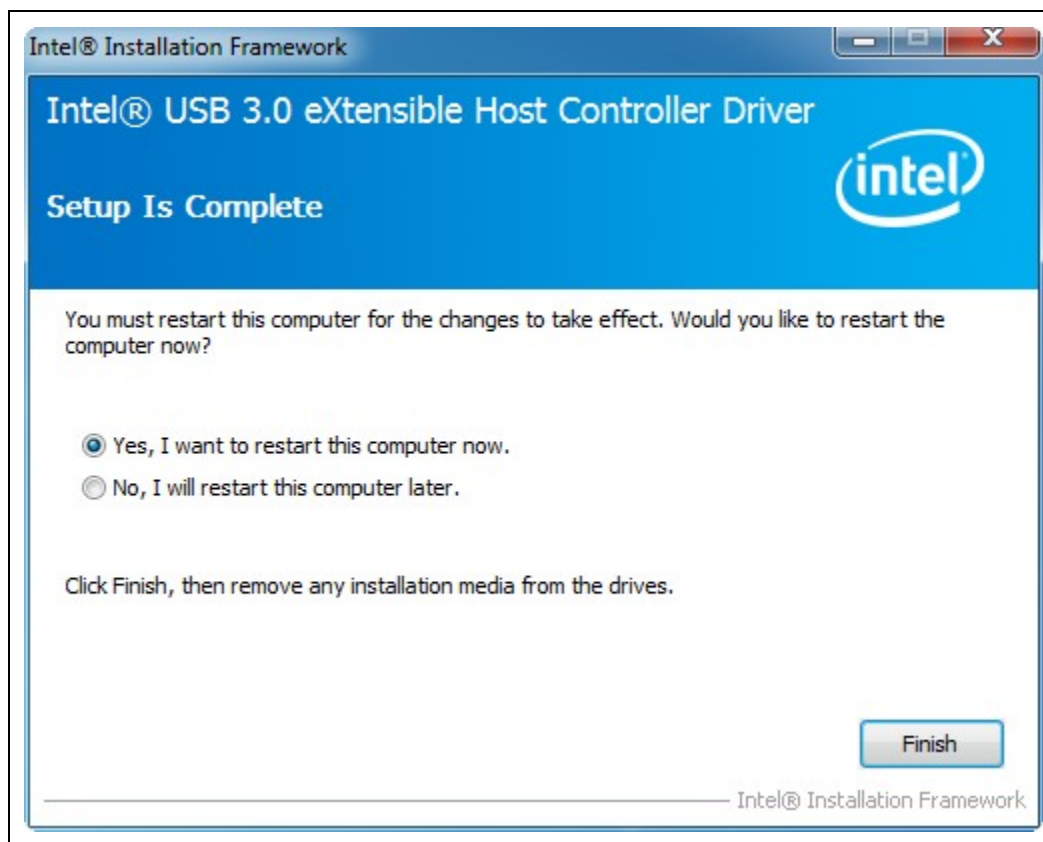 Intel® Installation Framework
Intel® USB 3.0 eXtensible Host Controller Driver
intel®
Setup Is Complete
You must restart this computer for the changes to take effect. Would you like to restart the
computer now?
Yes, I want to restart this computer now.
No, I will restart this computer later.
Click Finish, then remove any installation media from the drives.
Finish
Intel® Installation Framework